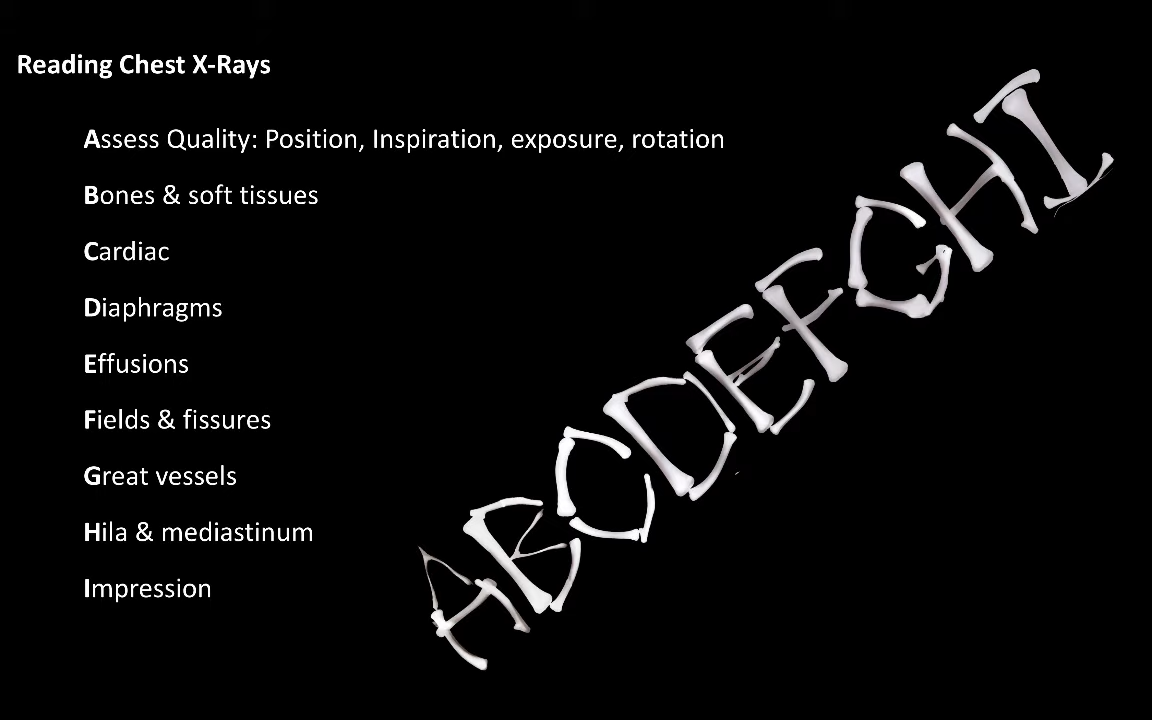 Reading Chest X-Rays
Assess Quality: Position, Inspiration, exposure, rotation
Bones & soft tissues
Cardiac
Diaphragms
Effusions
Fields & fissures
Great vessels
Hila & mediastinum
Impression
ABCDEFGHI